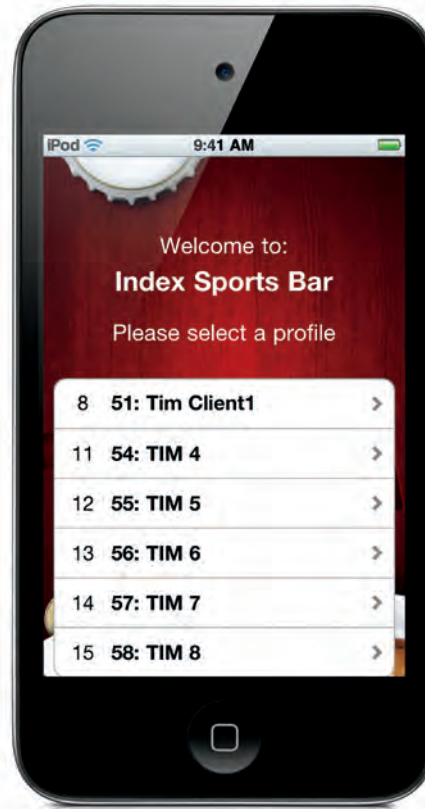 iPod 9:41 AM
Welcome to:
Index Sports Bar
Please select a profile
8 51: Tim Client1
11 54: TIM 4
12 55: TIM 5
13 56: TIM 6
14 57: TIM 7
15 58: TIM 8